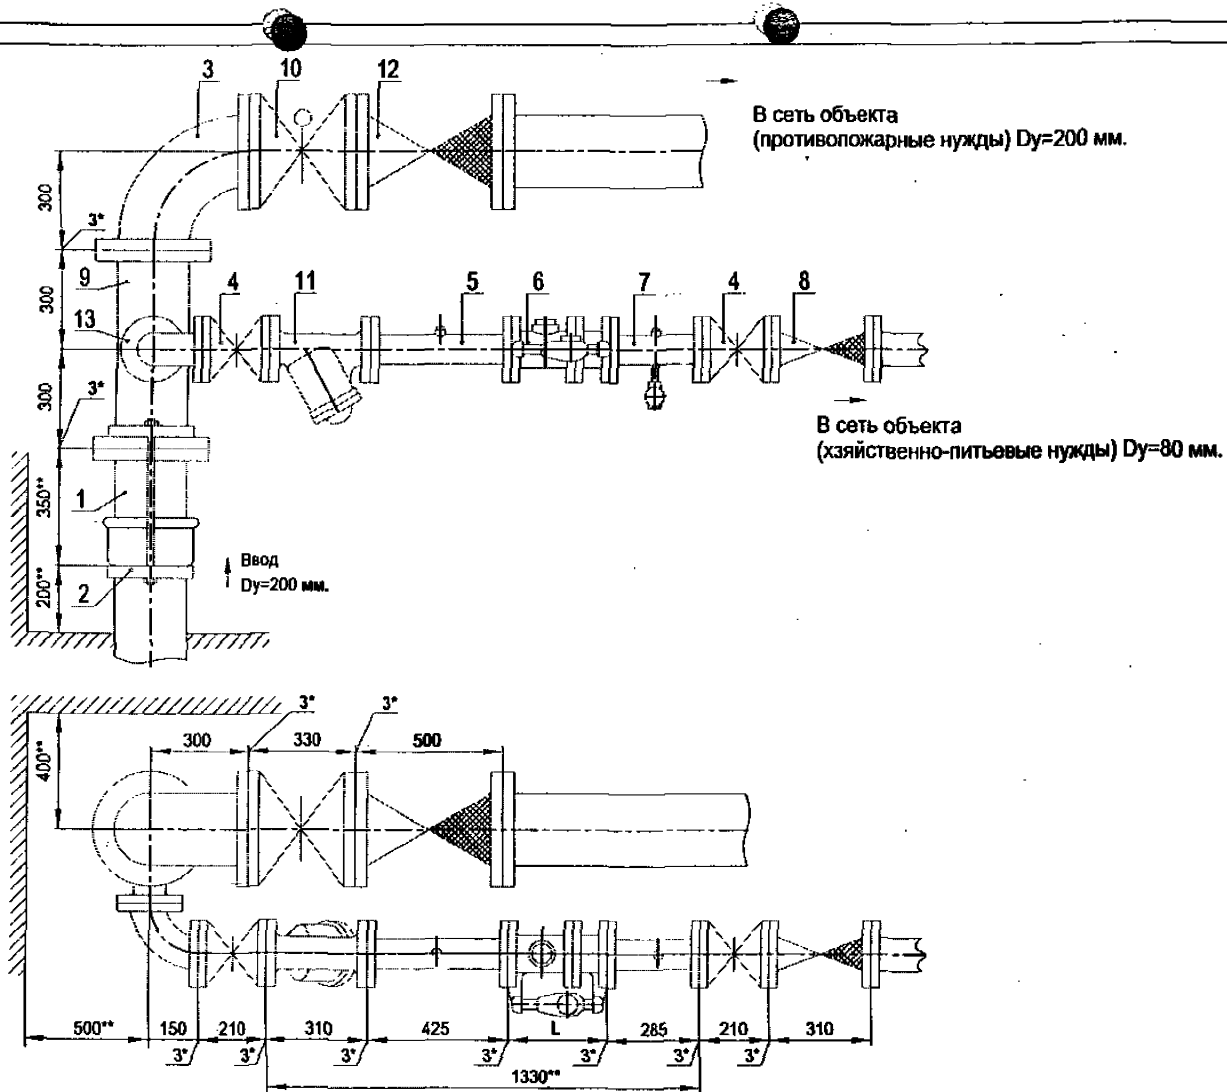 3 10 12
В сеть объекта
(противопожарные нужды) Dy=200 мм.
300
3*
9 4 11 5 6 7 4 8
300
13
300
3*
В сеть объекта
(хзяйственно-питьевые нужды) Dy=80 мм.
1
350**
Ввод
2
Dy=200 мм.
200**
3* 3*
300 330 500
400**
500** 150 210 310 425 L 285 210 310
3* 3* 3* 3* 3* 3* 3*
1330**